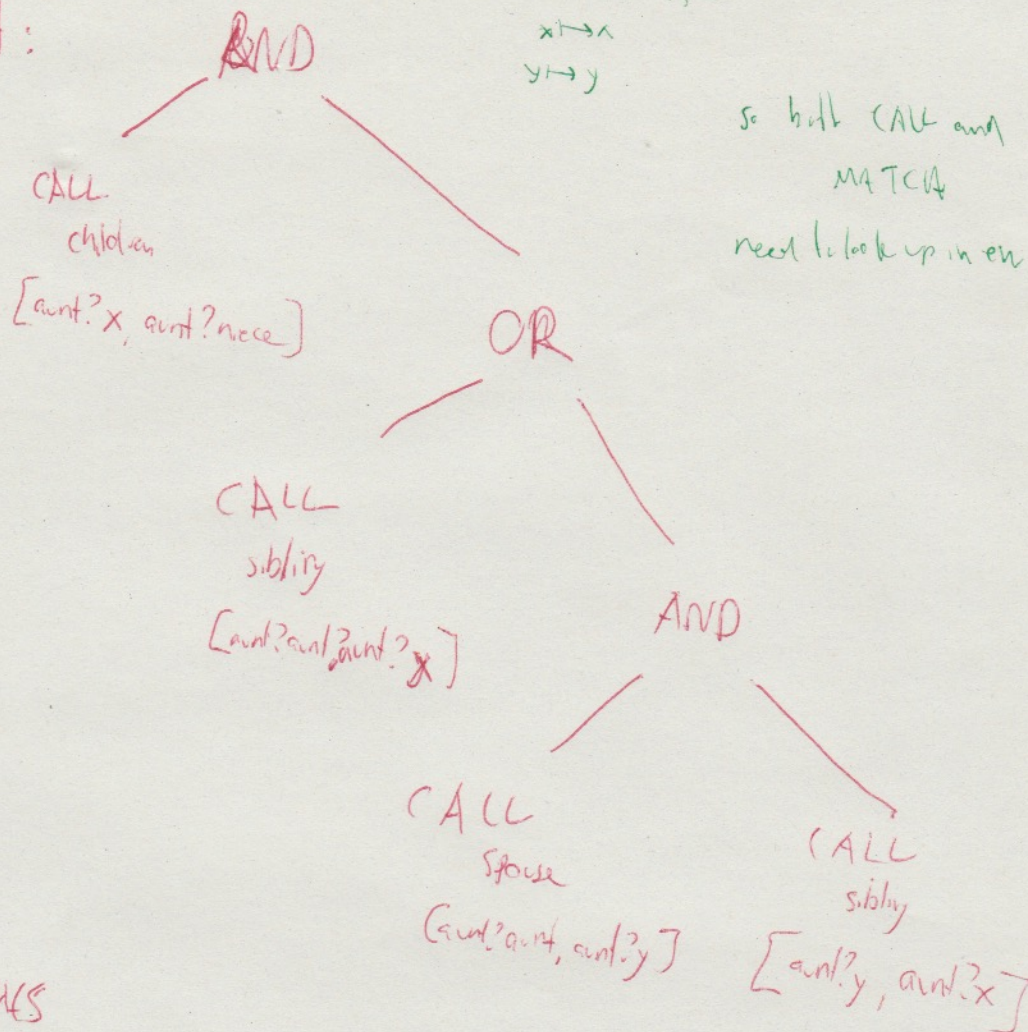 :
AND
x ↦ x
y ↦ y
so both CALL and
MATCH
need to look up in en
CALL
children
[aunt?x, aunt?niece]
OR
CALL
sibling
[aunt?aunt, aunt?x]
AND
CALL
spouse
[aunt?aunt, aunt?y]
CALL
sibling
[aunt?y, aunt?x]